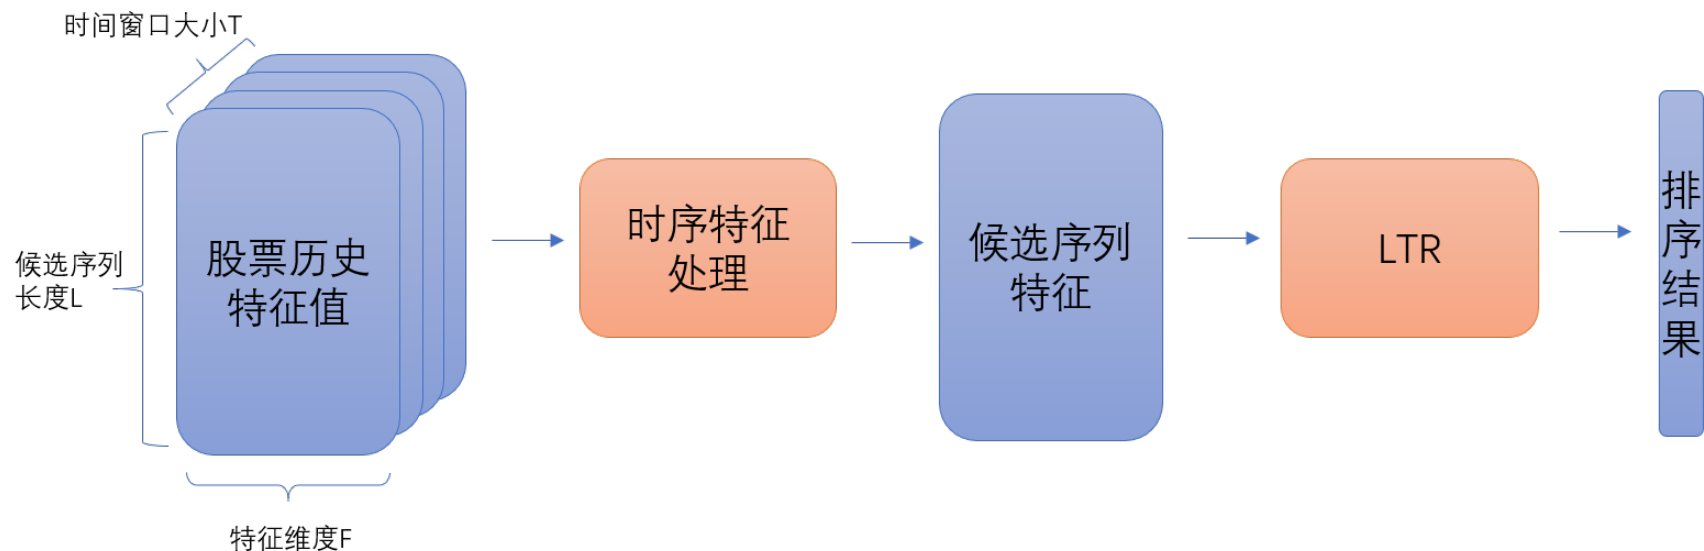 时间窗口大小T
候选序列
长度L
股票历史
特征值
特征维度F
时序特征
处理
候选序列
特征
LTR
排
序
结
果